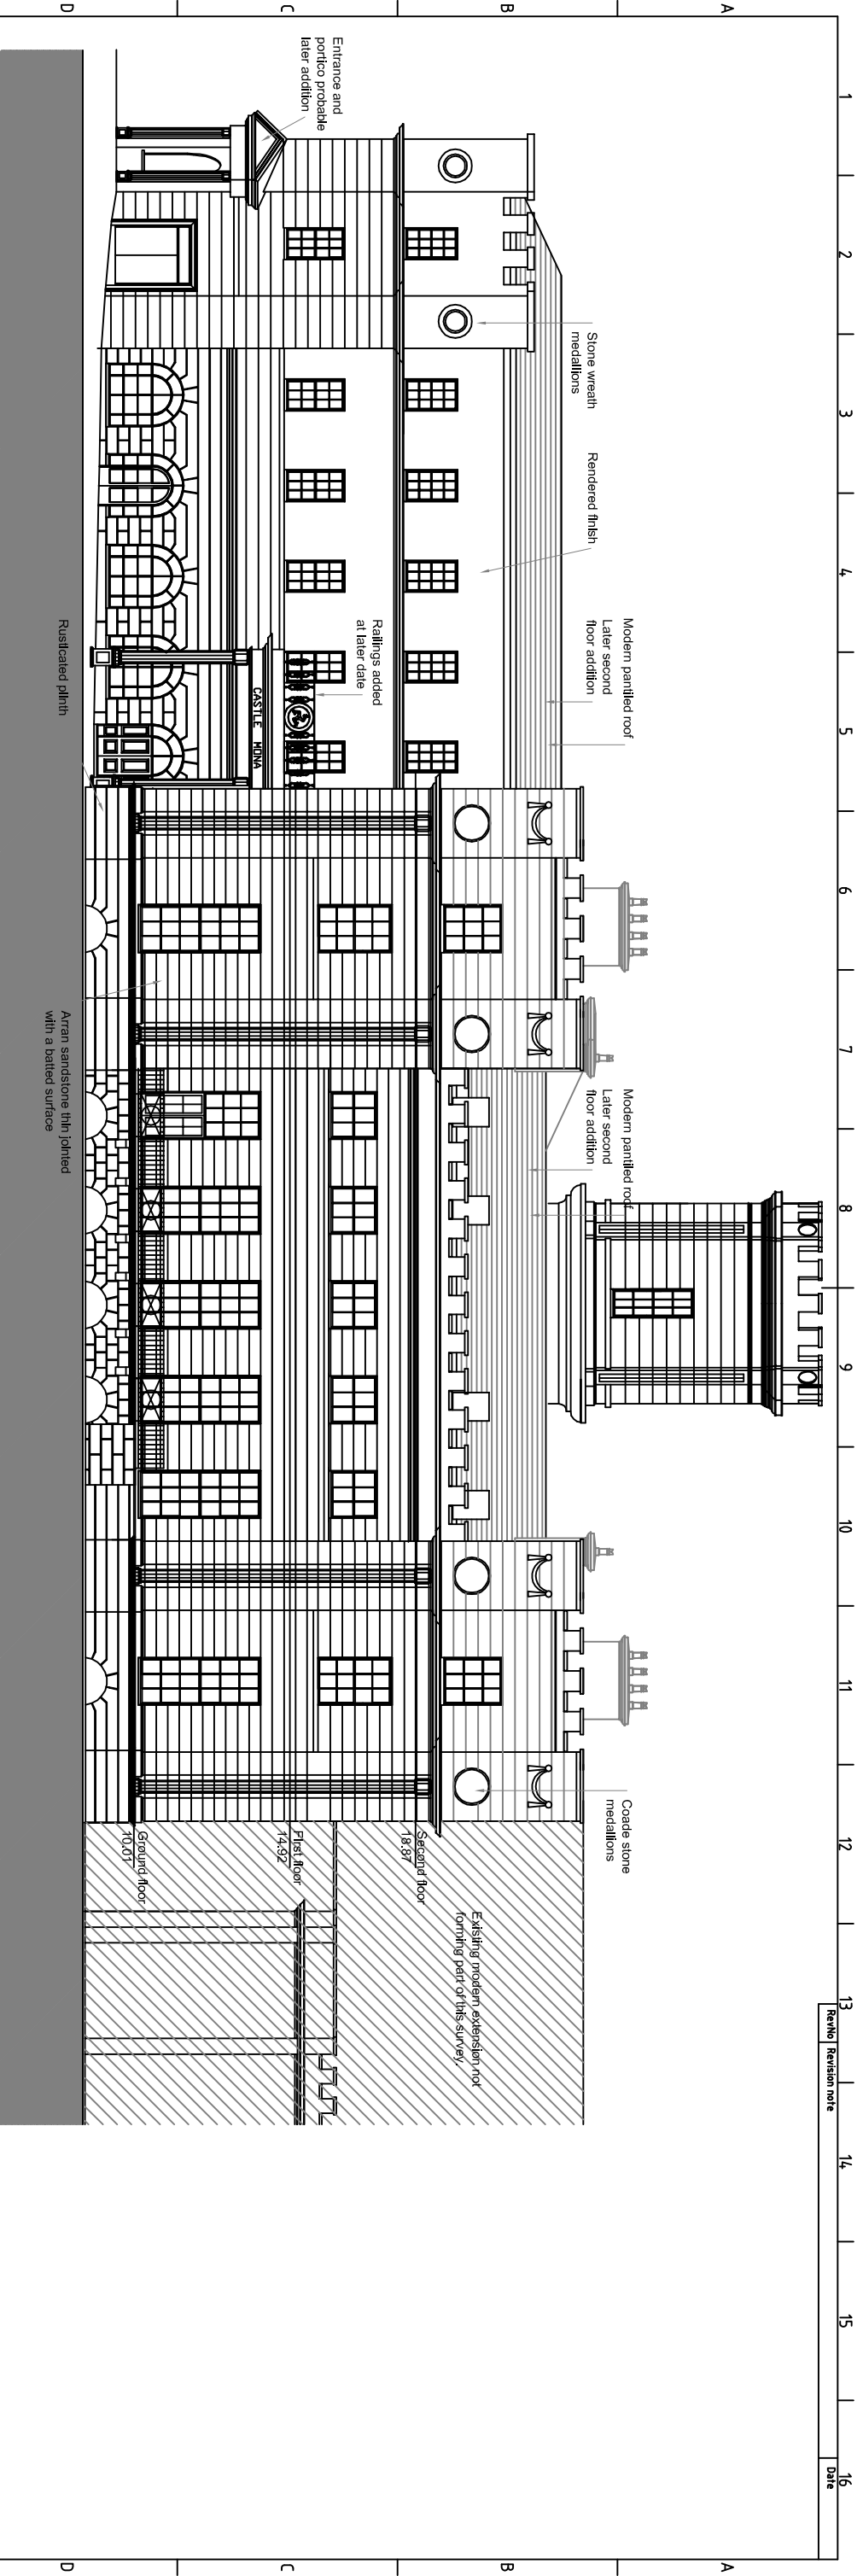 1 2 3 4 5 6 7 8 9 10 11 12 13 14 15 16
RevNo Revision note Date
A A
B B
C C
D D
Entrance and
portico probable
later addition
Stone wreath
medallions
Rendered finish
Modern pantiled roof
Later second
floor addition
Railings added
at later date
CASTLE MONA
Rusticated plinth
Arran sandstone thin jointed
with a batted surface
Modern pantiled roof
Later second
floor addition
Coade stone
medallions
Second floor
18.87
First floor
14.92
Ground floor
10.01
Existing modern extension not
forming part of this survey.